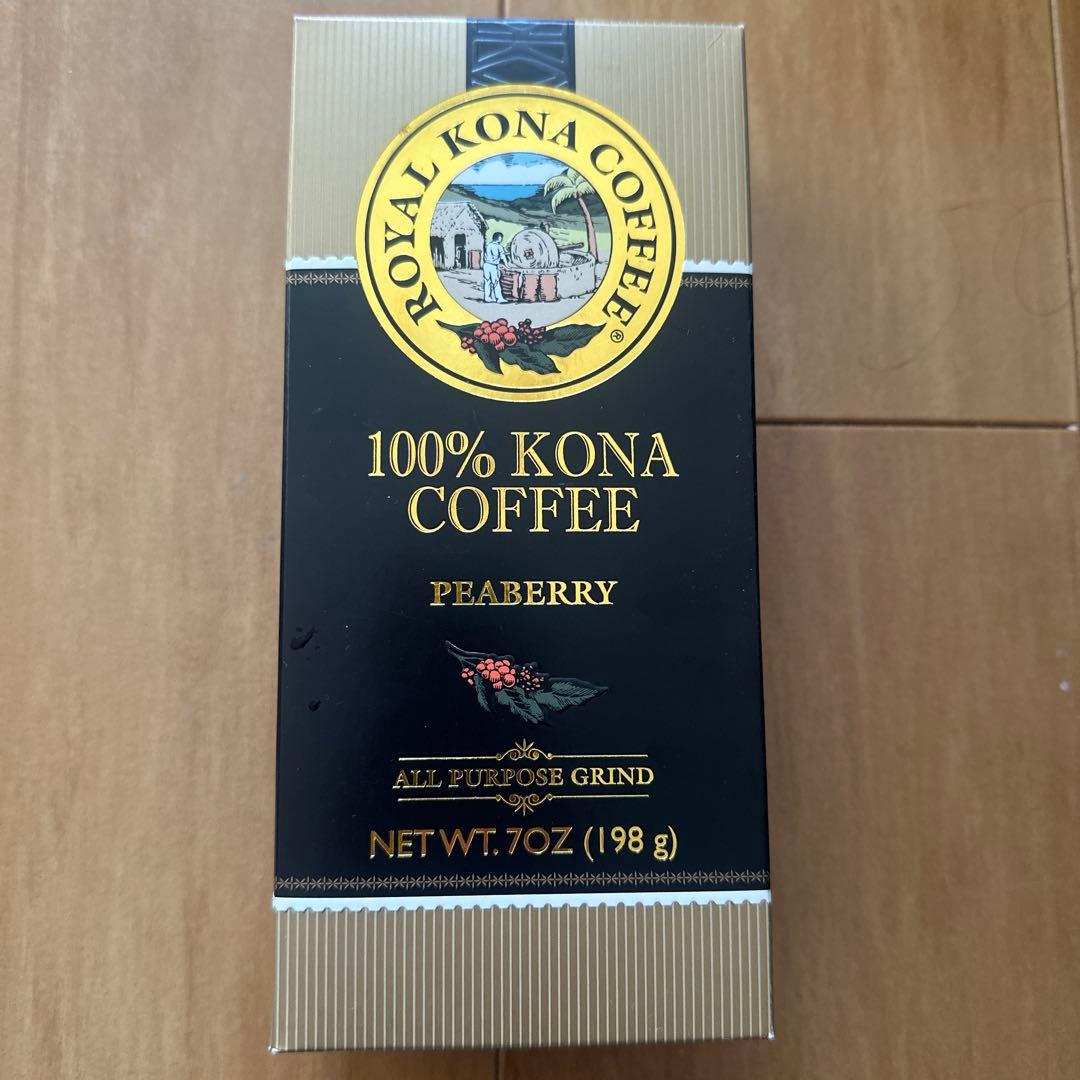 ROYAL KONA COFFEE®
100% KONA
COFFEE
PEABERRY
ALL PURPOSE GRIND
NET WT. 7OZ (198 g)